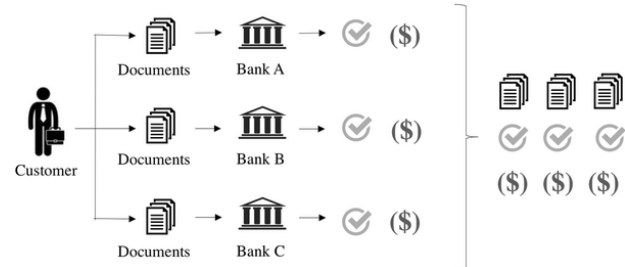 ($)
Documents
Bank A
($)
Customer
Documents
Bank B
($) ($) ($)
($)
Documents
Bank C